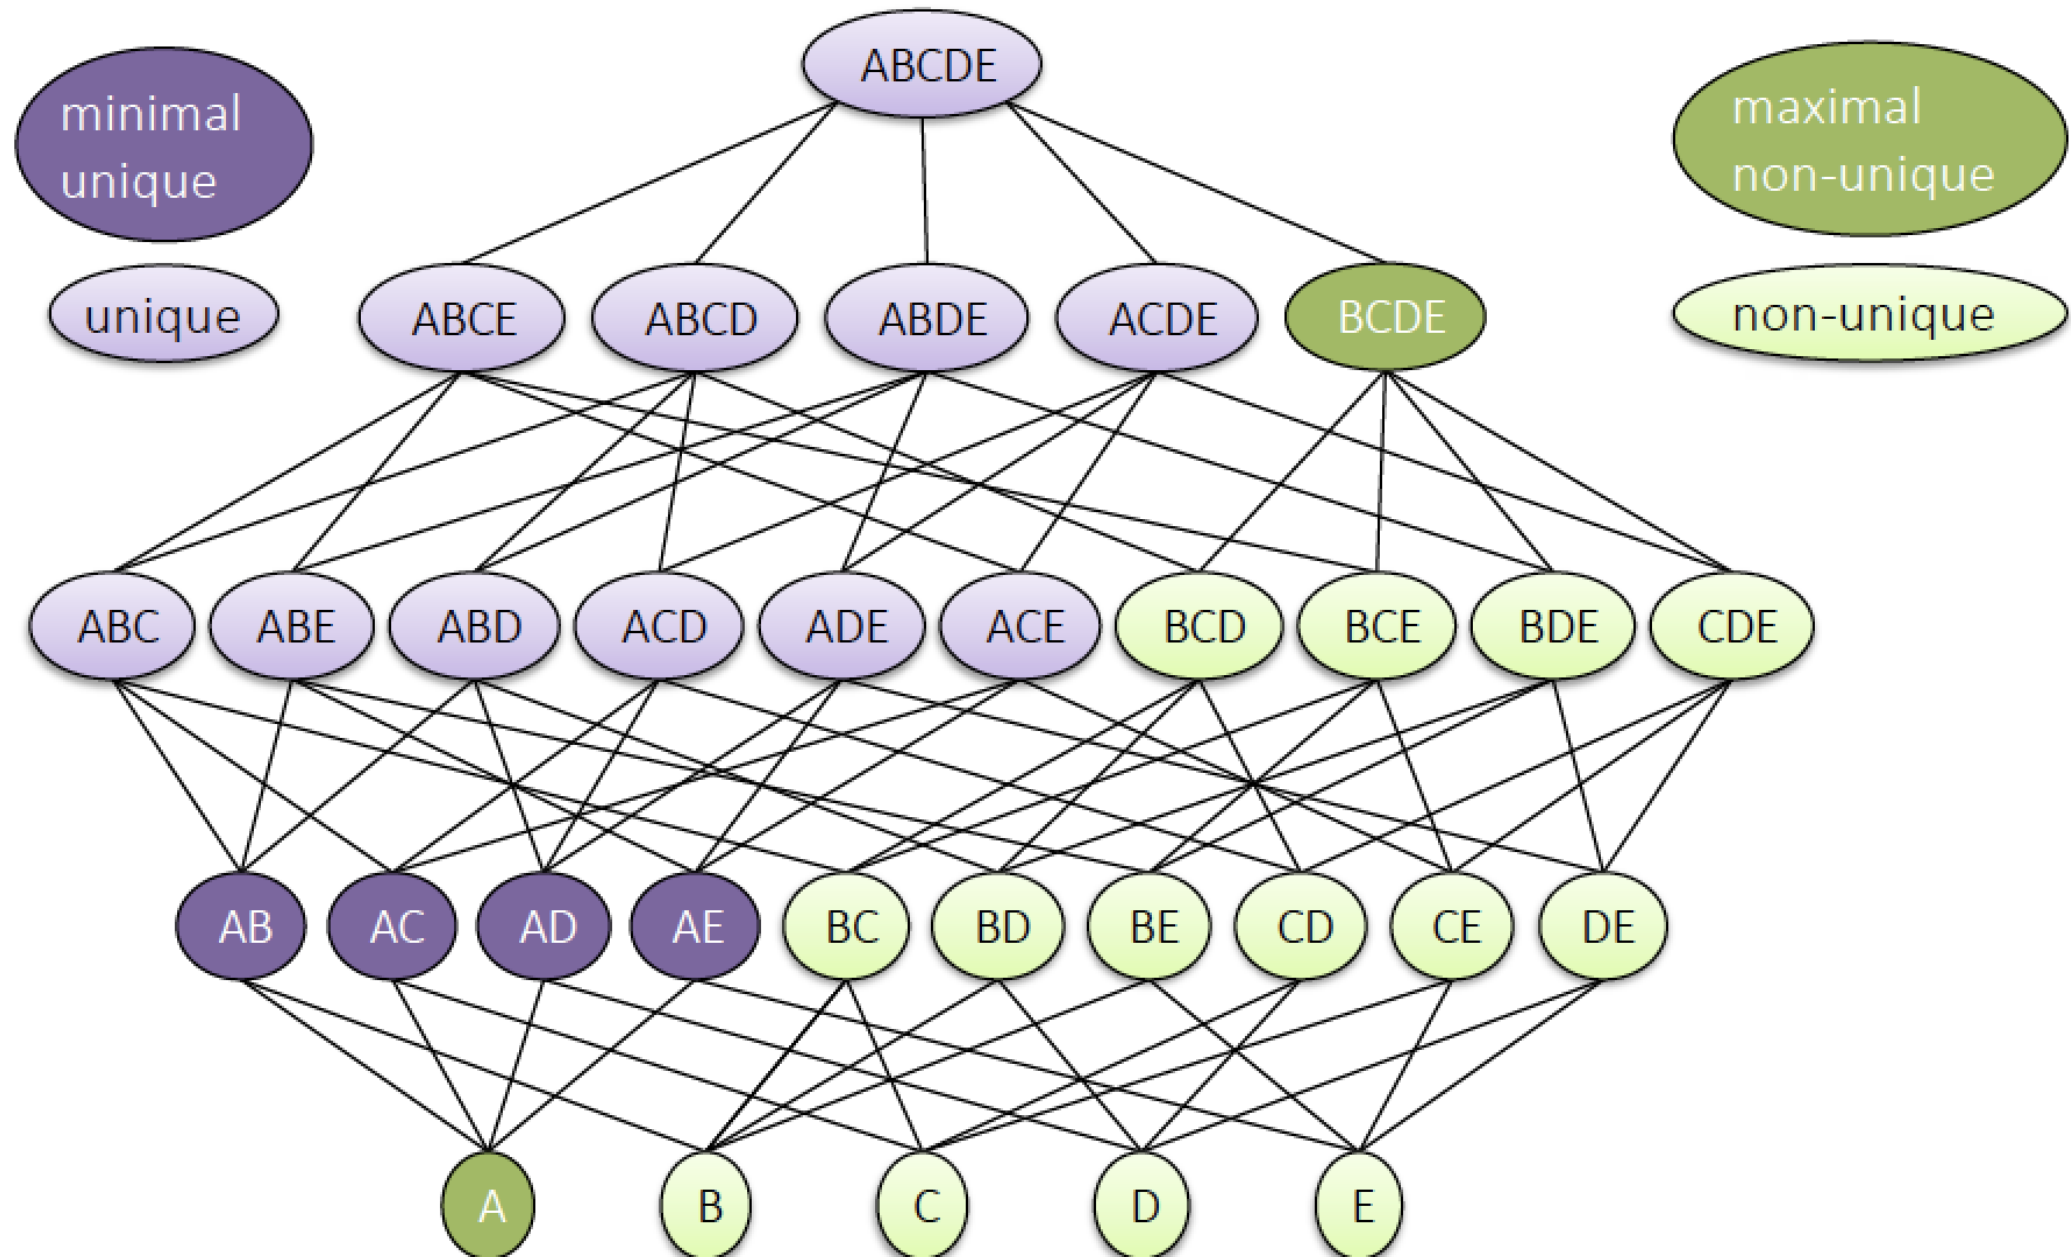 ABCDE
minimal
unique
maximal
non-unique
unique
ABCE ABCD ABDE ACDE BCDE
non-unique
ABC ABE ABD ACD ADE ACE BCD BCE BDE CDE
AB AC AD AE BC BD BE CD CE DE
A B C D E